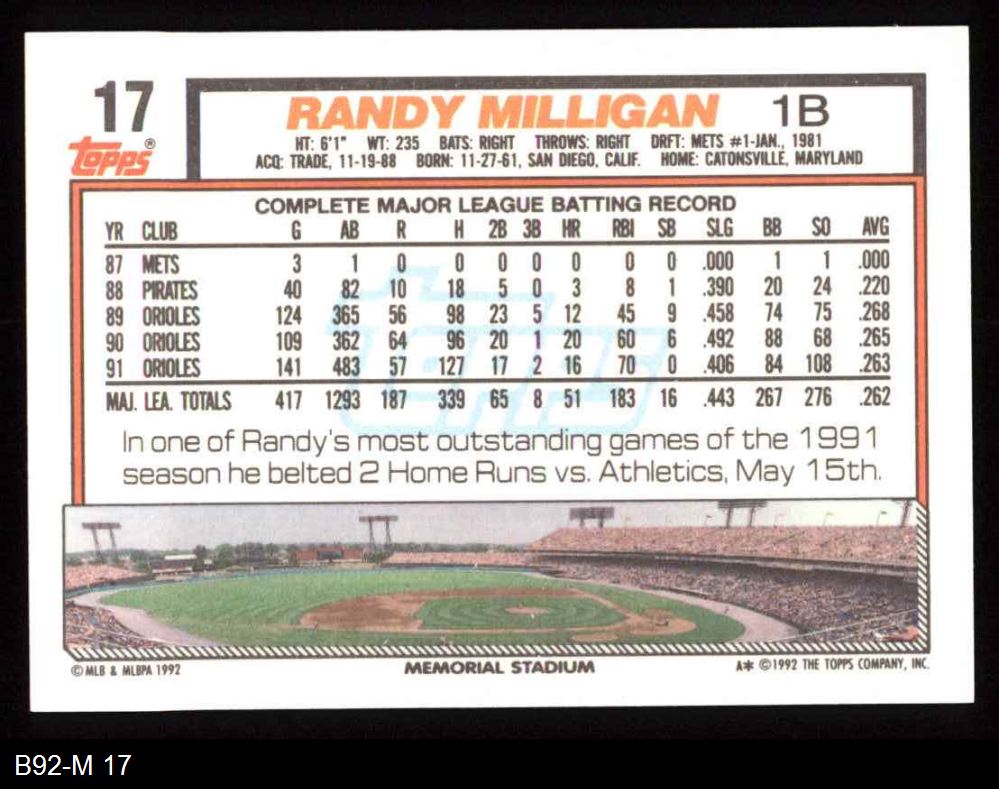 17
topps®
RANDY MILLIGAN 1B
HT: 6'1" WT: 235 BATS: RIGHT THROWS: RIGHT DRFT: METS #1-JAN., 1981
ACQ: TRADE, 11-19-88 BORN: 11-27-61, SAN DIEGO, CALIF. HOME: CATONSVILLE, MARYLAND
COMPLETE MAJOR LEAGUE BATTING RECORD
YR CLUB G AB R H 2B 3B HR RBI SB SLG BB SO AVG
87 METS 3 1 0 0 0 0 0 0 0 .000 1 1 .000
88 PIRATES 40 82 10 18 5 0 3 8 1 .390 20 24 .220
89 ORIOLES 124 365 56 98 23 5 12 45 9 .458 74 75 .268
90 ORIOLES 109 362 64 96 20 1 20 60 6 .492 88 68 .265
91 ORIOLES 141 483 57 127 17 2 16 70 0 .406 84 108 .263
MAJ. LEA. TOTALS 417 1293 187 339 65 8 51 183 16 .443 267 276 .262
topps
In one of Randy's most outstanding games of the 1991
season he belted 2 Home Runs vs. Athletics, May 15th.
© MLB & MLBPA 1992 MEMORIAL STADIUM A* ©1992 THE TOPPS COMPANY, INC.
B92-M 17